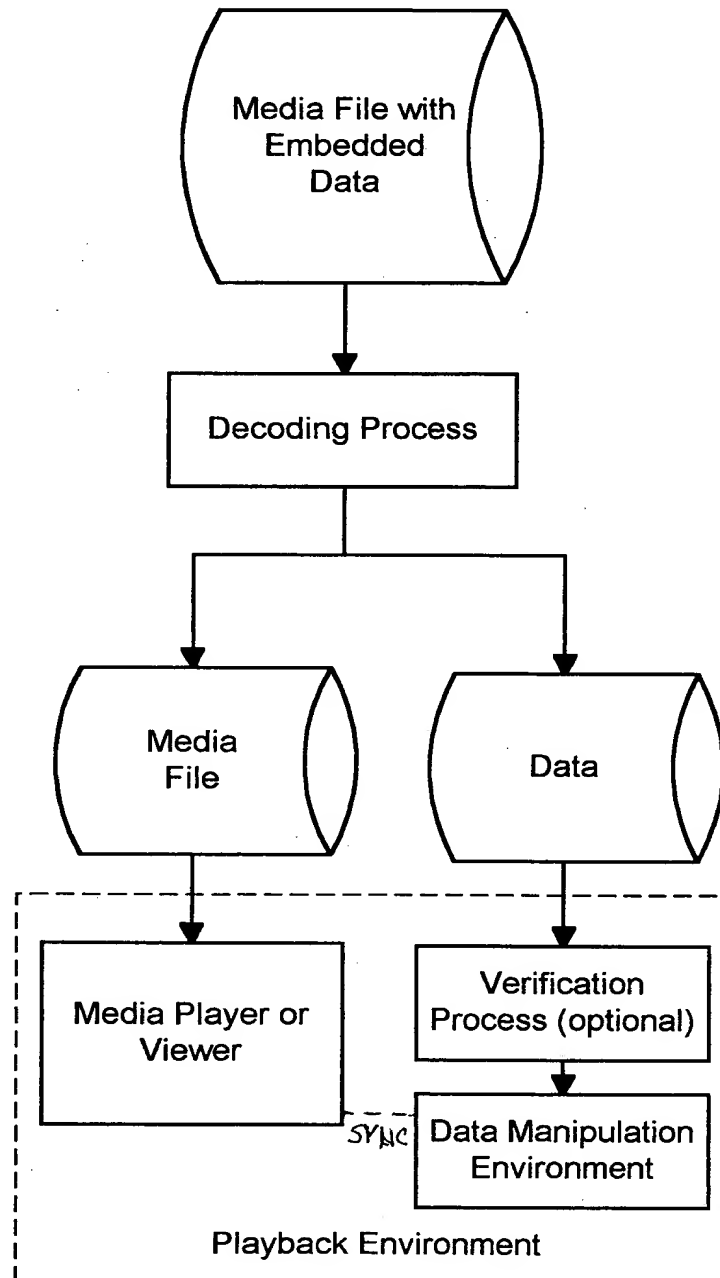 Media File with
Embedded
Data
Decoding Process
Media
File
Data
Media Player or
Viewer
Verification
Process (optional)
SYNC
Data Manipulation
Environment
Playback Environment